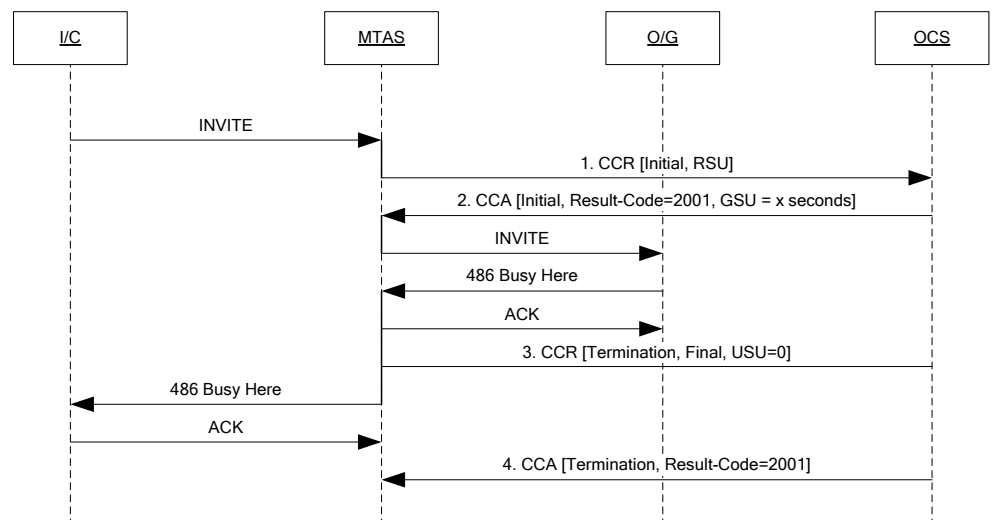 I/C
MTAS
O/G
OCS
INVITE
1. CCR [Initial, RSU]
2. CCA [Initial, Result-Code=2001, GSU = x seconds]
INVITE
486 Busy Here
ACK
3. CCR [Termination, Final, USU=0]
486 Busy Here
ACK
4. CCA [Termination, Result-Code=2001]